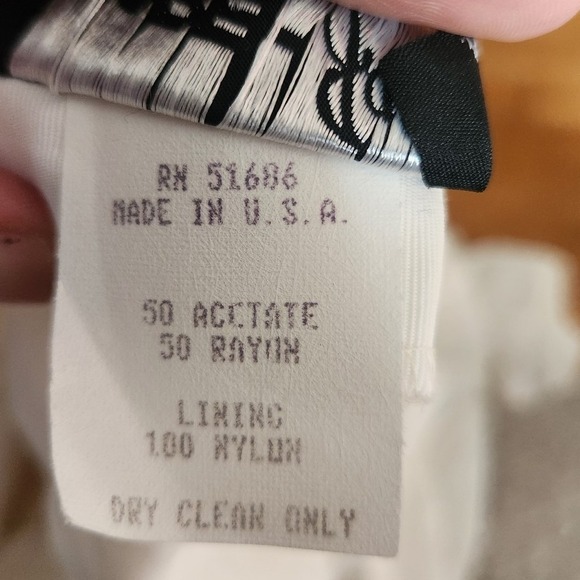 RN 51686
MADE IN U.S.A.
50 ACETATE
50 RAYON
LINING
100 NYLON
DRY CLEAN ONLY